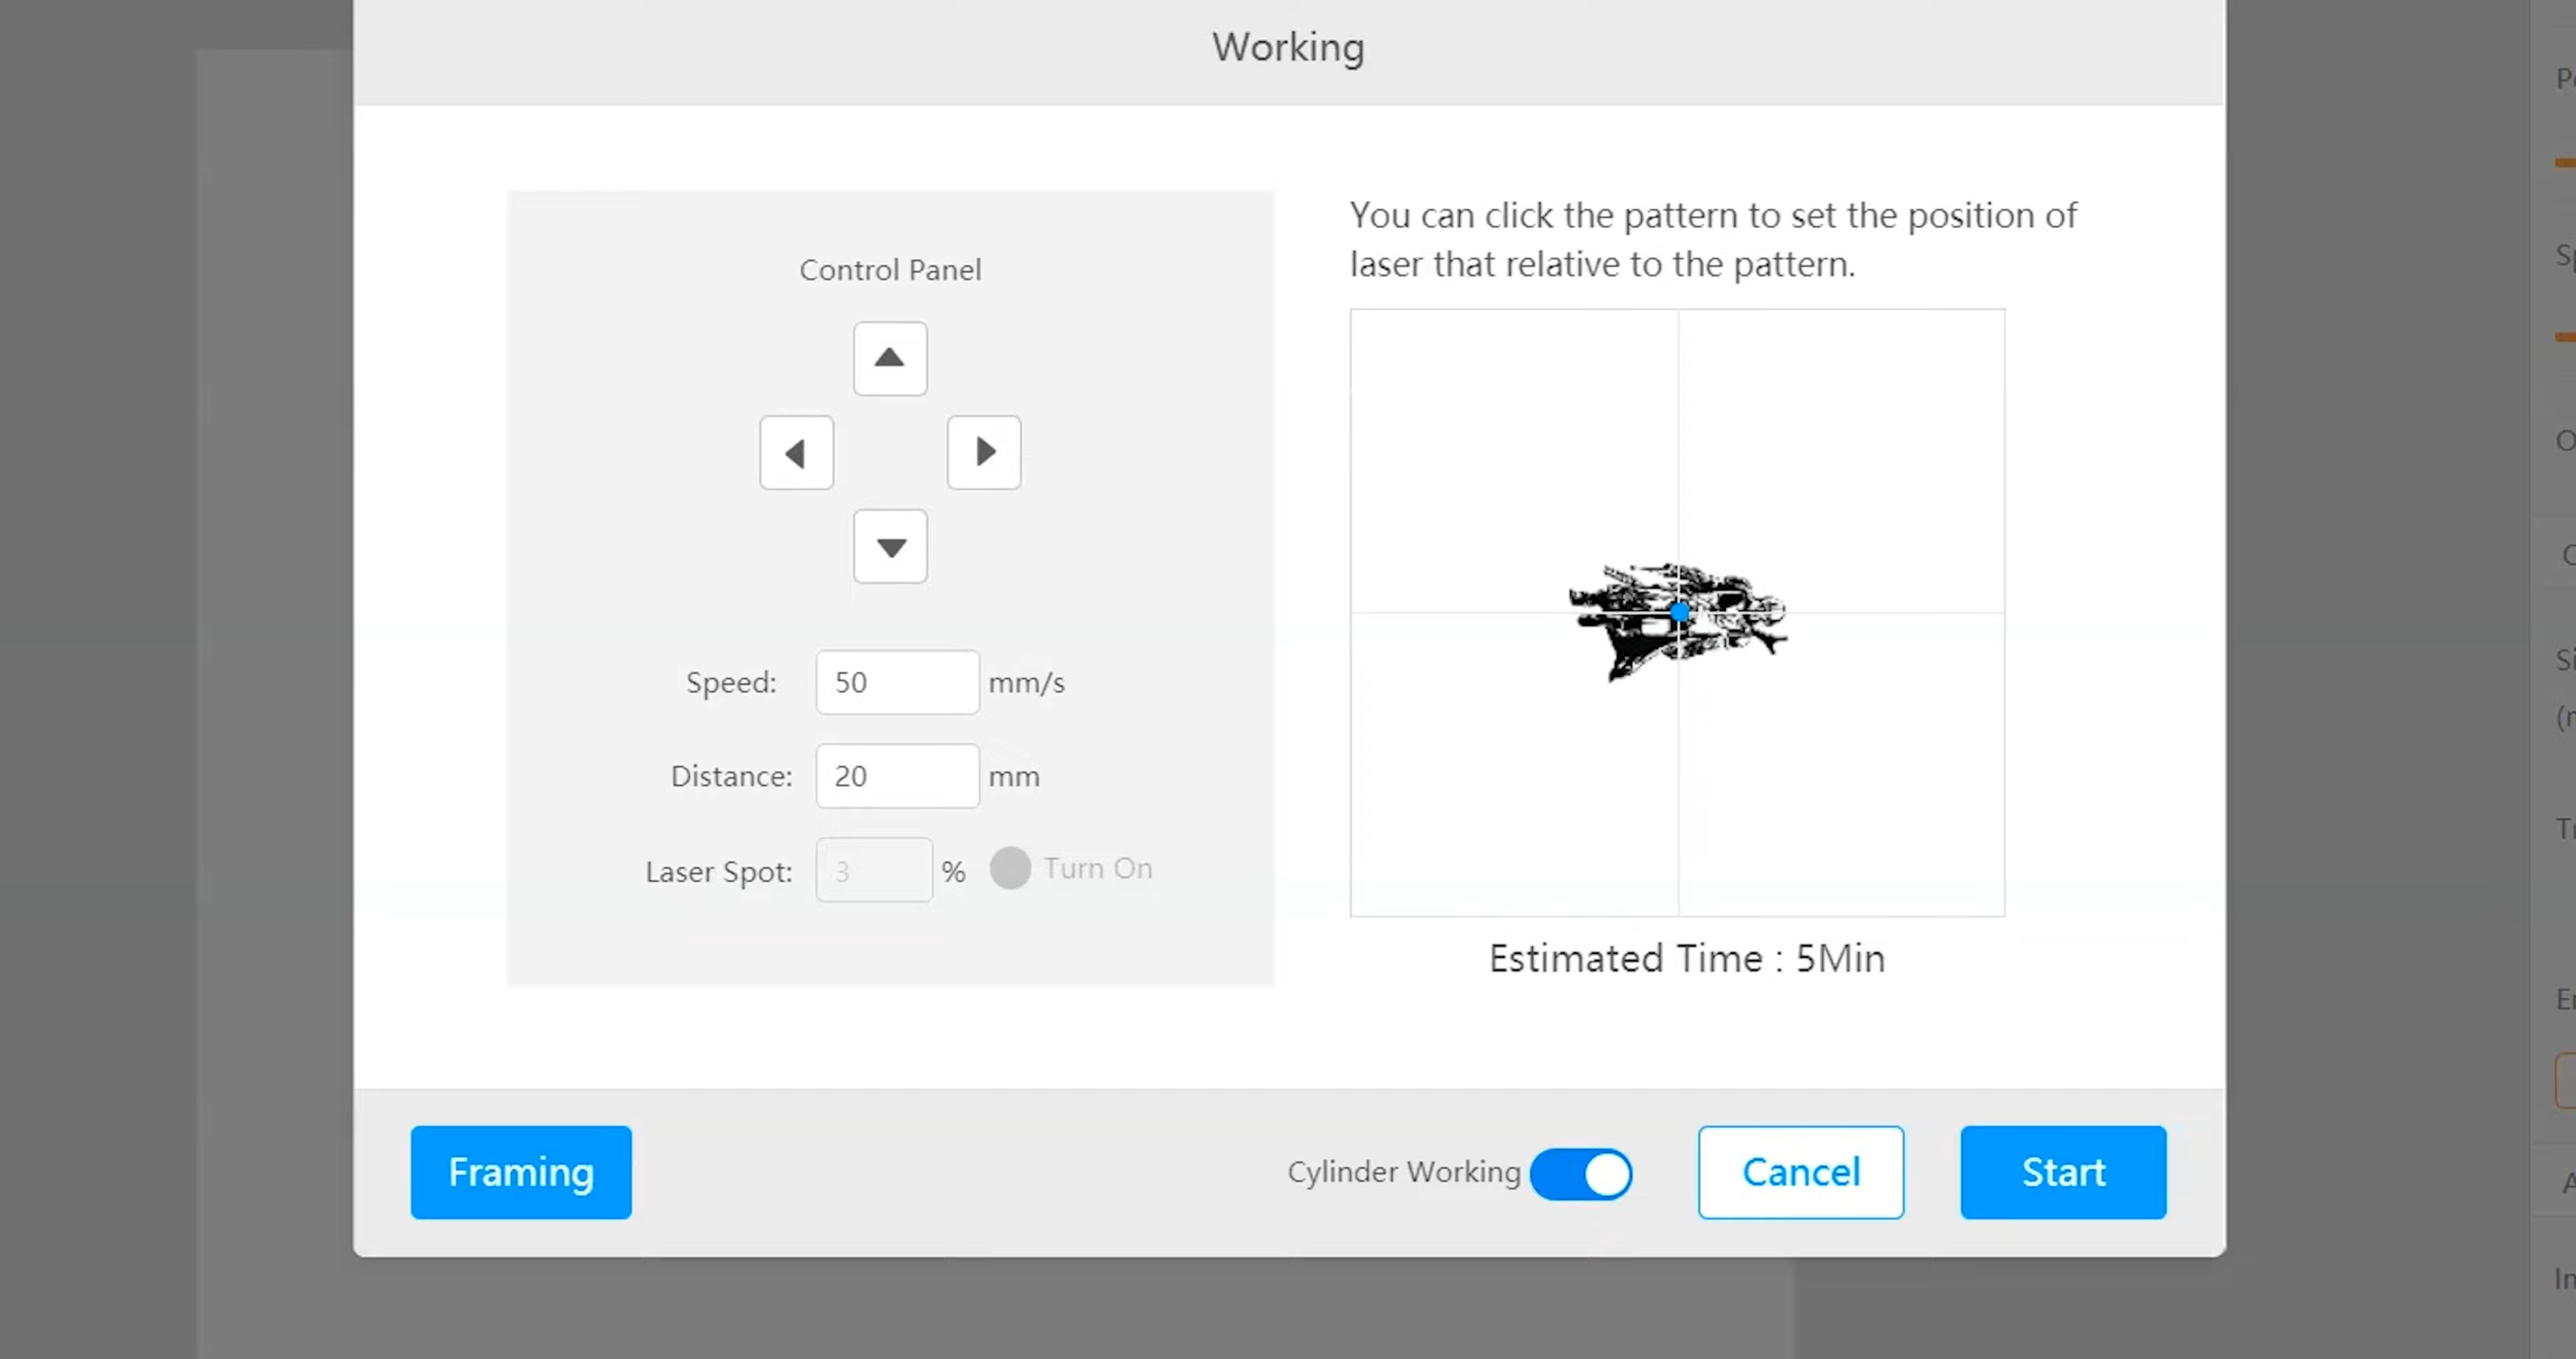 Working
Control Panel
Speed: 50 mm/s
Distance: 20 mm
Laser Spot: 3 % Turn On
You can click the pattern to set the position of
laser that relative to the pattern.
Estimated Time : 5Min
Framing
Cylinder Working
Cancel
Start